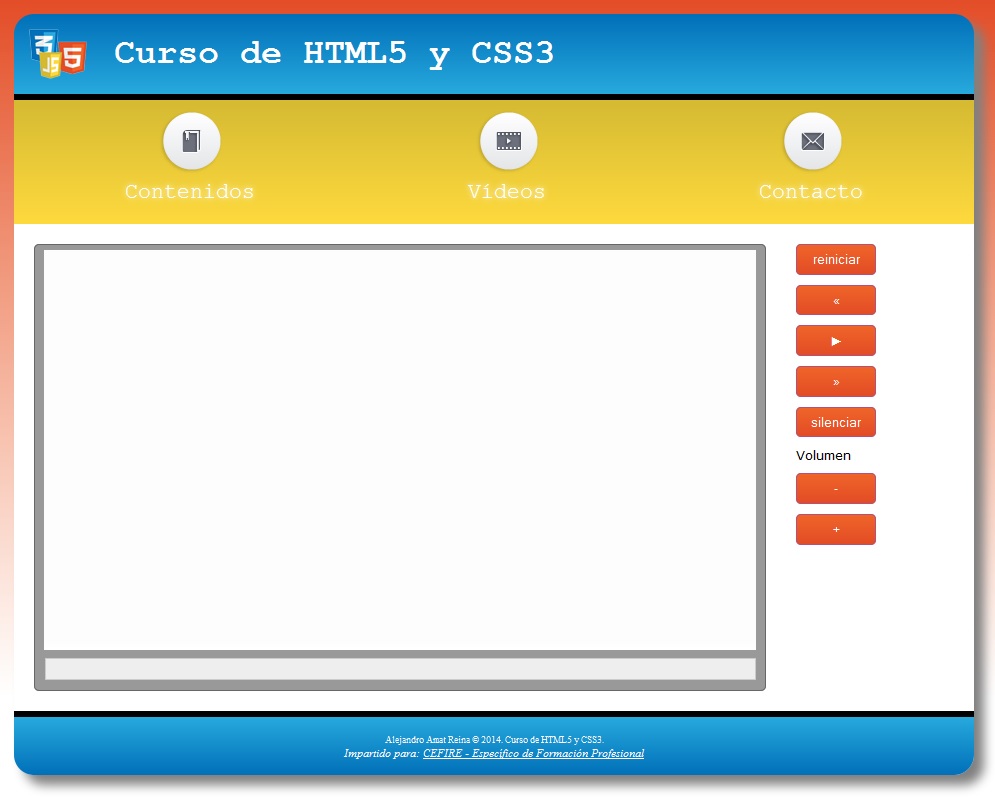 3
JS
5
Curso de HTML5 y CSS3
Contenidos
Vídeos
Contacto
reiniciar
«
►
»
silenciar
Volumen
-
+
Alejandro Amat Reina © 2014. Curso de HTML5 y CSS3.
Impartido para: CEFIRE - Específico de Formación Profesional